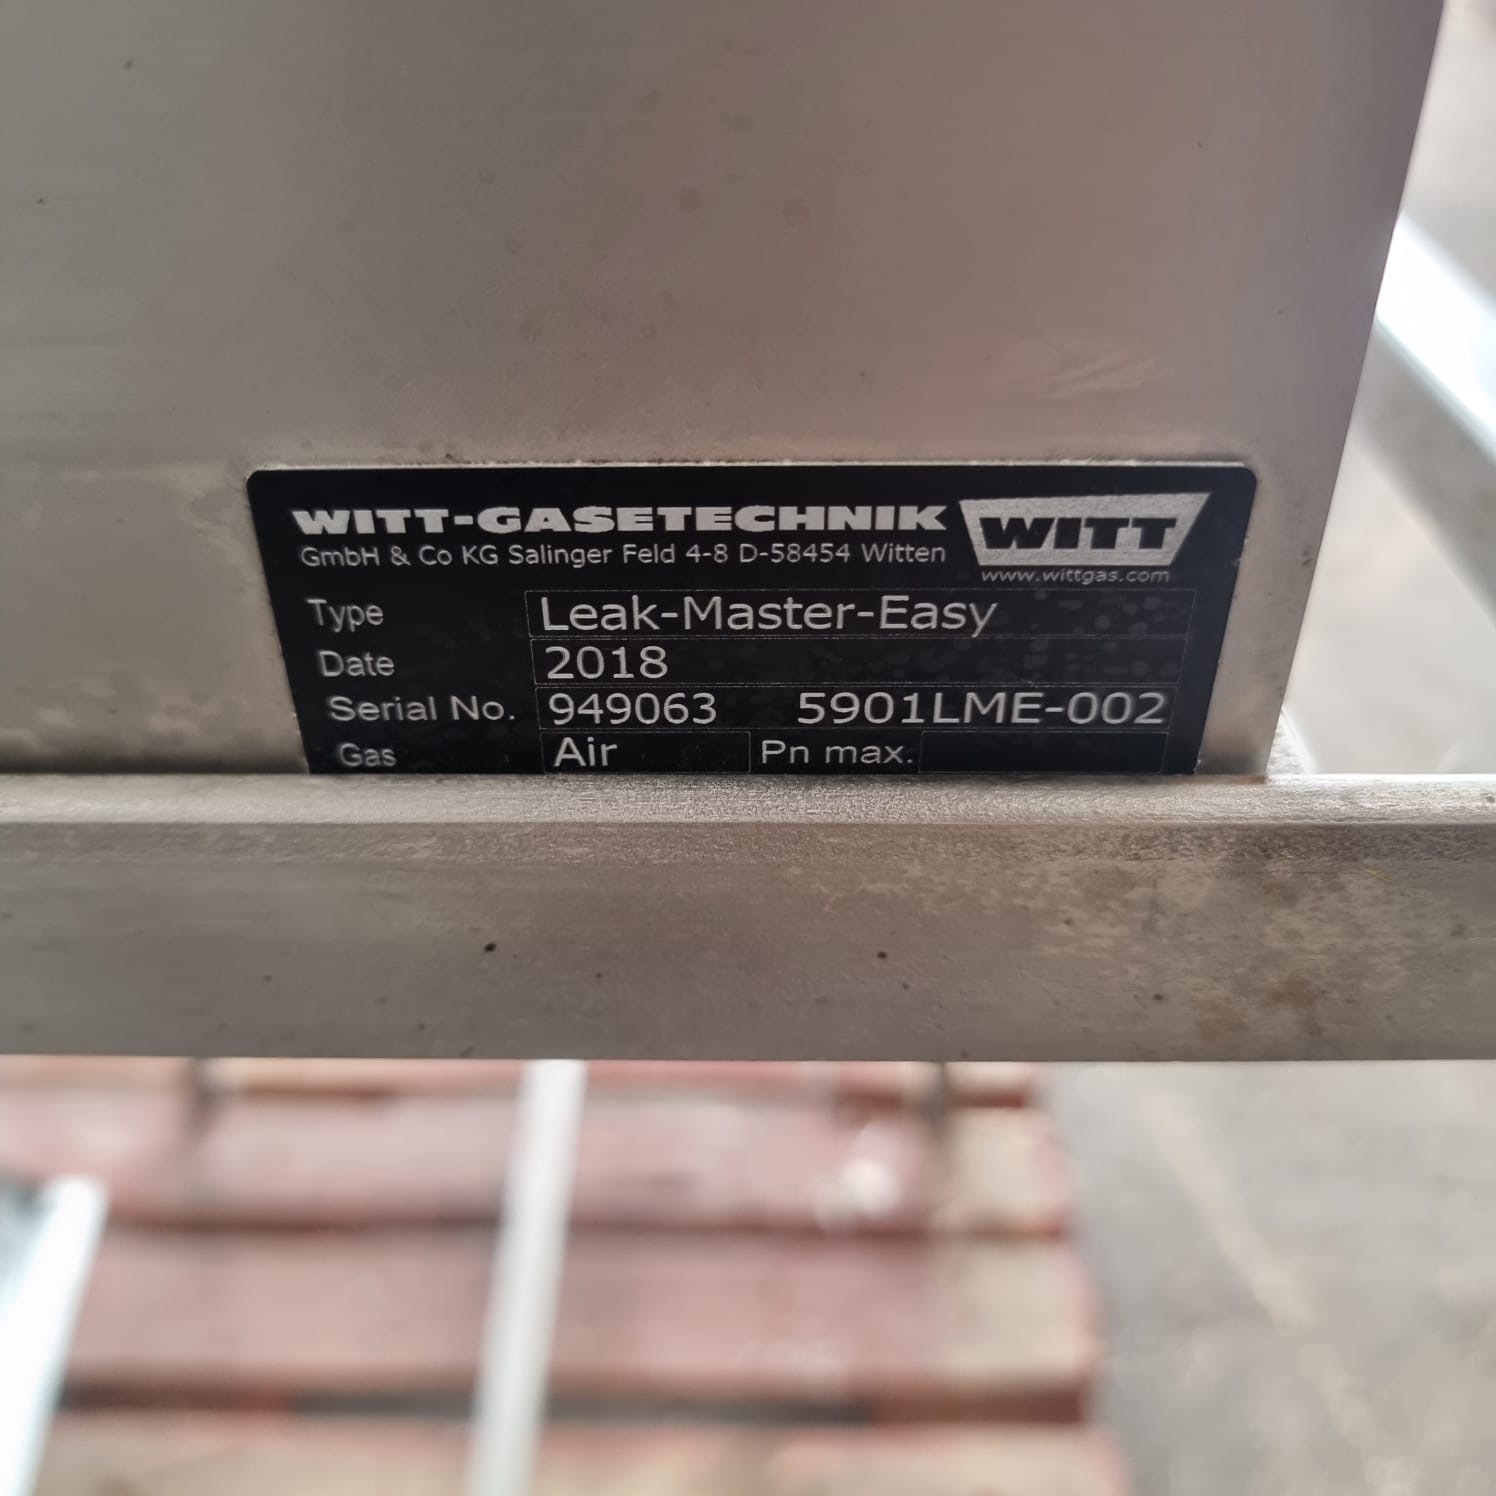 WITT-GASETECHNIK
GmbH & Co KG Salinger Feld 4-8 D-58454 Witten
WITT
www.wittgas.com
Type Leak-Master-Easy
Date 2018
Serial No. 949063 5901LME-002
Gas Air Pn max.